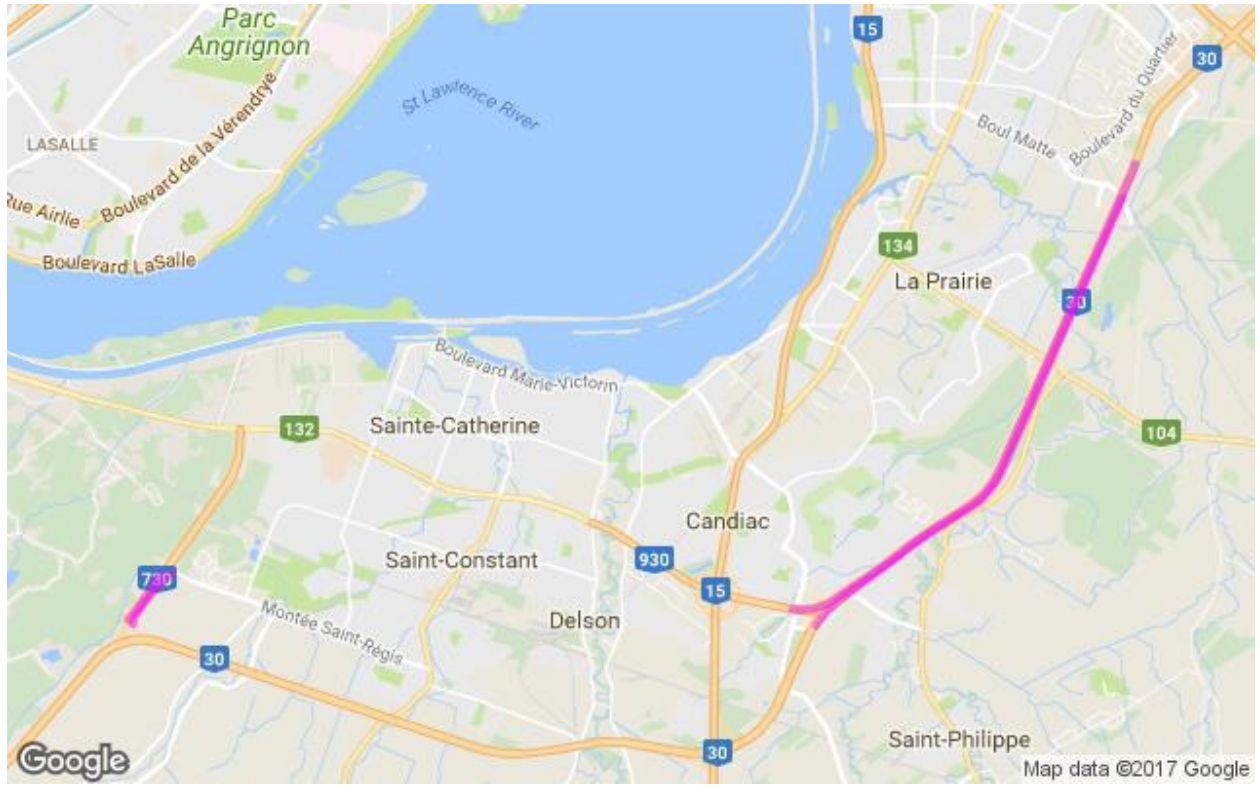 Parc
Angrignon
15
30
St Lawrence River
Boulevard du Quartier
Boul Matte
LASALLE
Boulevard de la Vérendrye
Rue Airlie
Boulevard LaSalle
134
La Prairie
30
Boulevard Marie-Victorin
132
Sainte-Catherine
104
Candiac
930
Saint-Constant
730
15
Delson
Montée Saint-Régis
30
30
Saint-Philippe
Google
Map data ©2017 Google